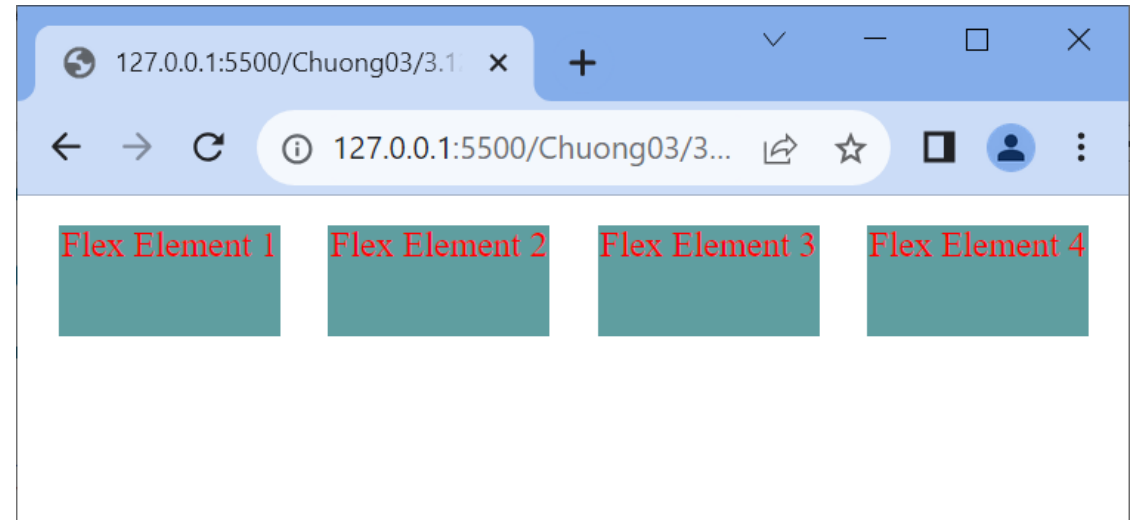 127.0.0.1:5500/Chuong03/3.1
127.0.0.1:5500/Chuong03/3...
Flex Element 1 Flex Element 2 Flex Element 3 Flex Element 4